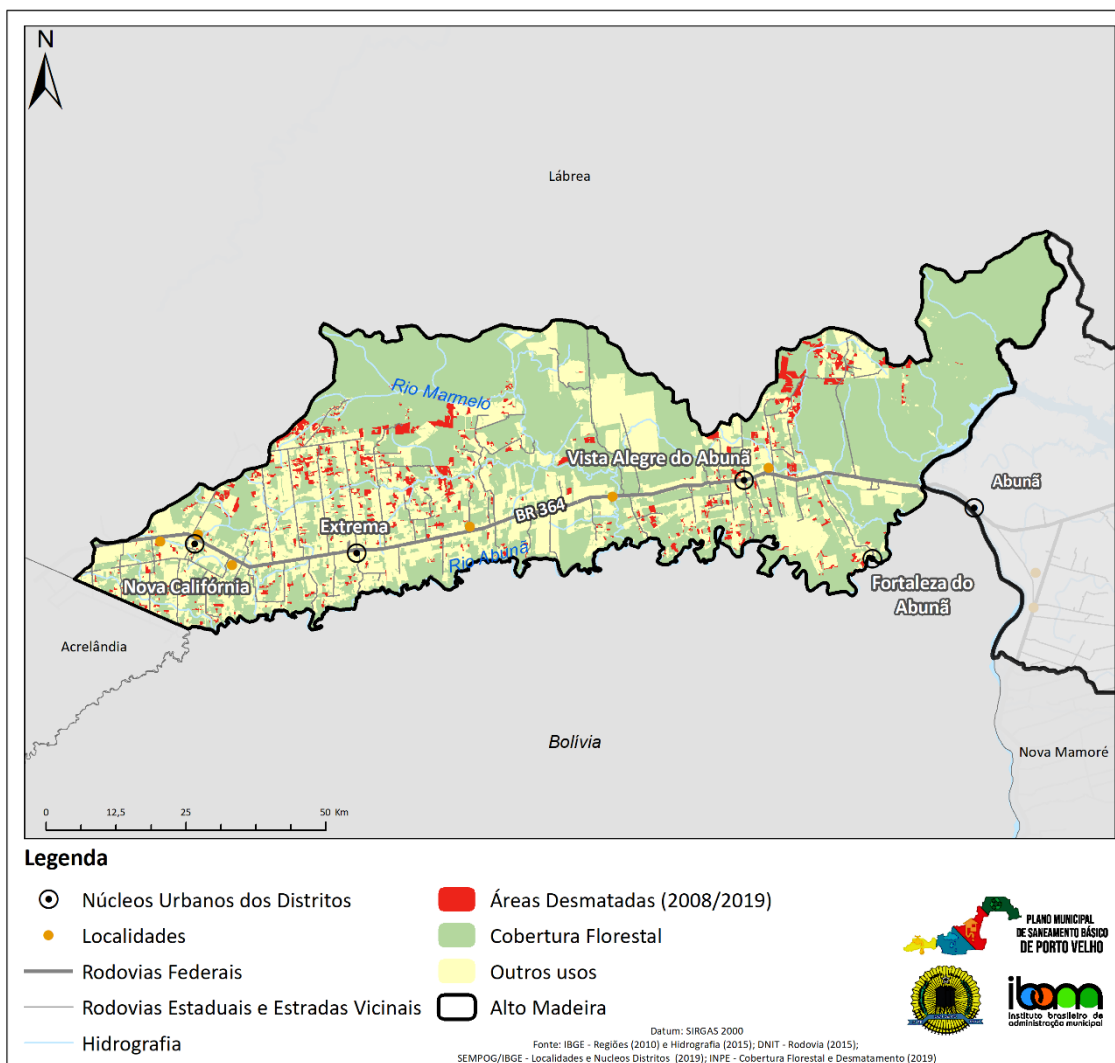 N
Lábrea
Rio Marmelo
Vista Alegre do Abunã
Abunã
BR 364
Extrema
Rio Abunã
Nova Califórnia
Fortaleza do
Abunã
Acrelândia
Bolívia
Nova Mamoré
0 12,5 25 50 Km
Legenda
Núcleos Urbanos dos Distritos
Localidades
Rodovias Federais
Rodovias Estaduais e Estradas Vicinais
Hidrografia
Áreas Desmatadas (2008/2019)
Cobertura Florestal
Outros usos
Alto Madeira
PLANO MUNICIPAL
DE SANEAMENTO BÁSICO
DE PORTO VELHO
ibam
instituto brasileiro de
administração municipal
Datum: SIRGAS 2000
Fonte: IBGE - Regiões (2010) e Hidrografia (2015); DNIT - Rodovia (2015);
SEMPOG/IBGE - Localidades e Nucleos Distritos (2019); INPE - Cobertura Florestal e Desmatamento (2019)